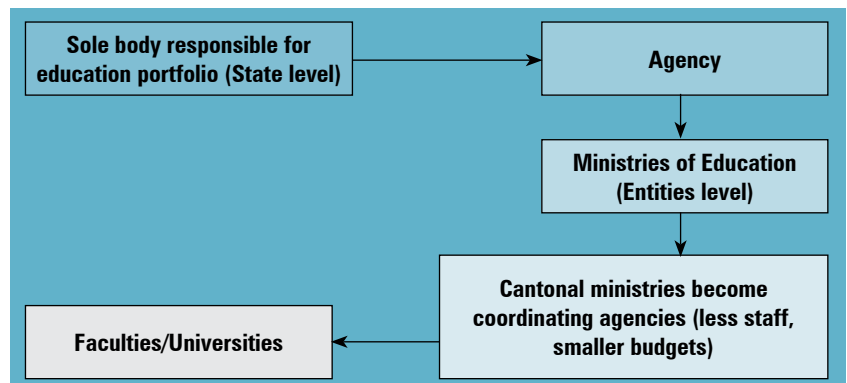 Sole body responsible for
education portfolio (State level)
Agency
Ministries of Education
(Entities level)
Cantonal ministries become
coordinating agencies (less staff,
smaller budgets)
Faculties/Universities